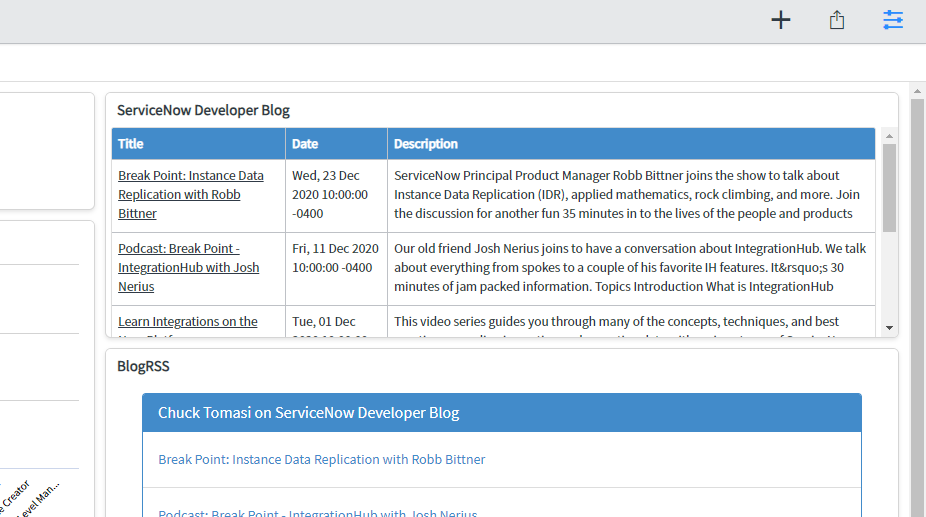 ServiceNow Developer Blog
Title Date Description
Break Point: Instance Data
Replication with Robb
Bittner
Wed, 23 Dec
2020 10:00:00
-0400
ServiceNow Principal Product Manager Robb Bittner joins the show to talk about
Instance Data Replication (IDR), applied mathematics, rock climbing, and more. Join
the discussion for another fun 35 minutes in to the lives of the people and products
Podcast: Break Point -
IntegrationHub with Josh
Nerius
Fri, 11 Dec 2020
10:00:00 -0400
Our old friend Josh Nerius joins to have a conversation about IntegrationHub. We talk
about everything from spokes to a couple of his favorite IH features. It&rsquo;s 30
minutes of jam packed information. Topics Introduction What is IntegrationHub
Learn Integrations on the
Tue, 01 Dec
This video series guides you through many of the concepts, techniques, and best
BlogRSS
Chuck Tomasi on ServiceNow Developer Blog
Break Point: Instance Data Replication with Robb Bittner
Podcast: Break Point - IntegrationHub with Josh Nerius
e Creator
Level Man...